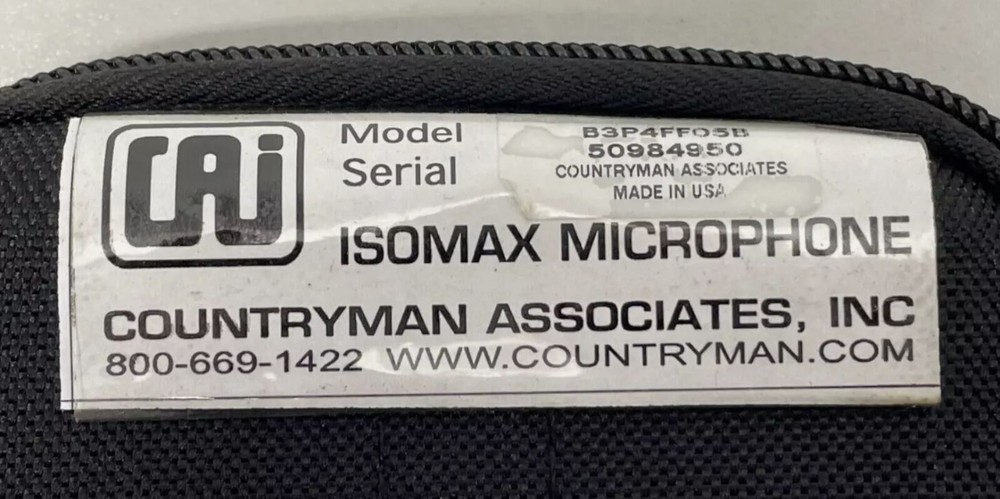 CAi
Model B3P4FF05B
Serial 50984950
COUNTRYMAN ASSOCIATES
MADE IN USA
ISOMAX MICROPHONE
COUNTRYMAN ASSOCIATES, INC
800-669-1422 WWW.COUNTRYMAN.COM